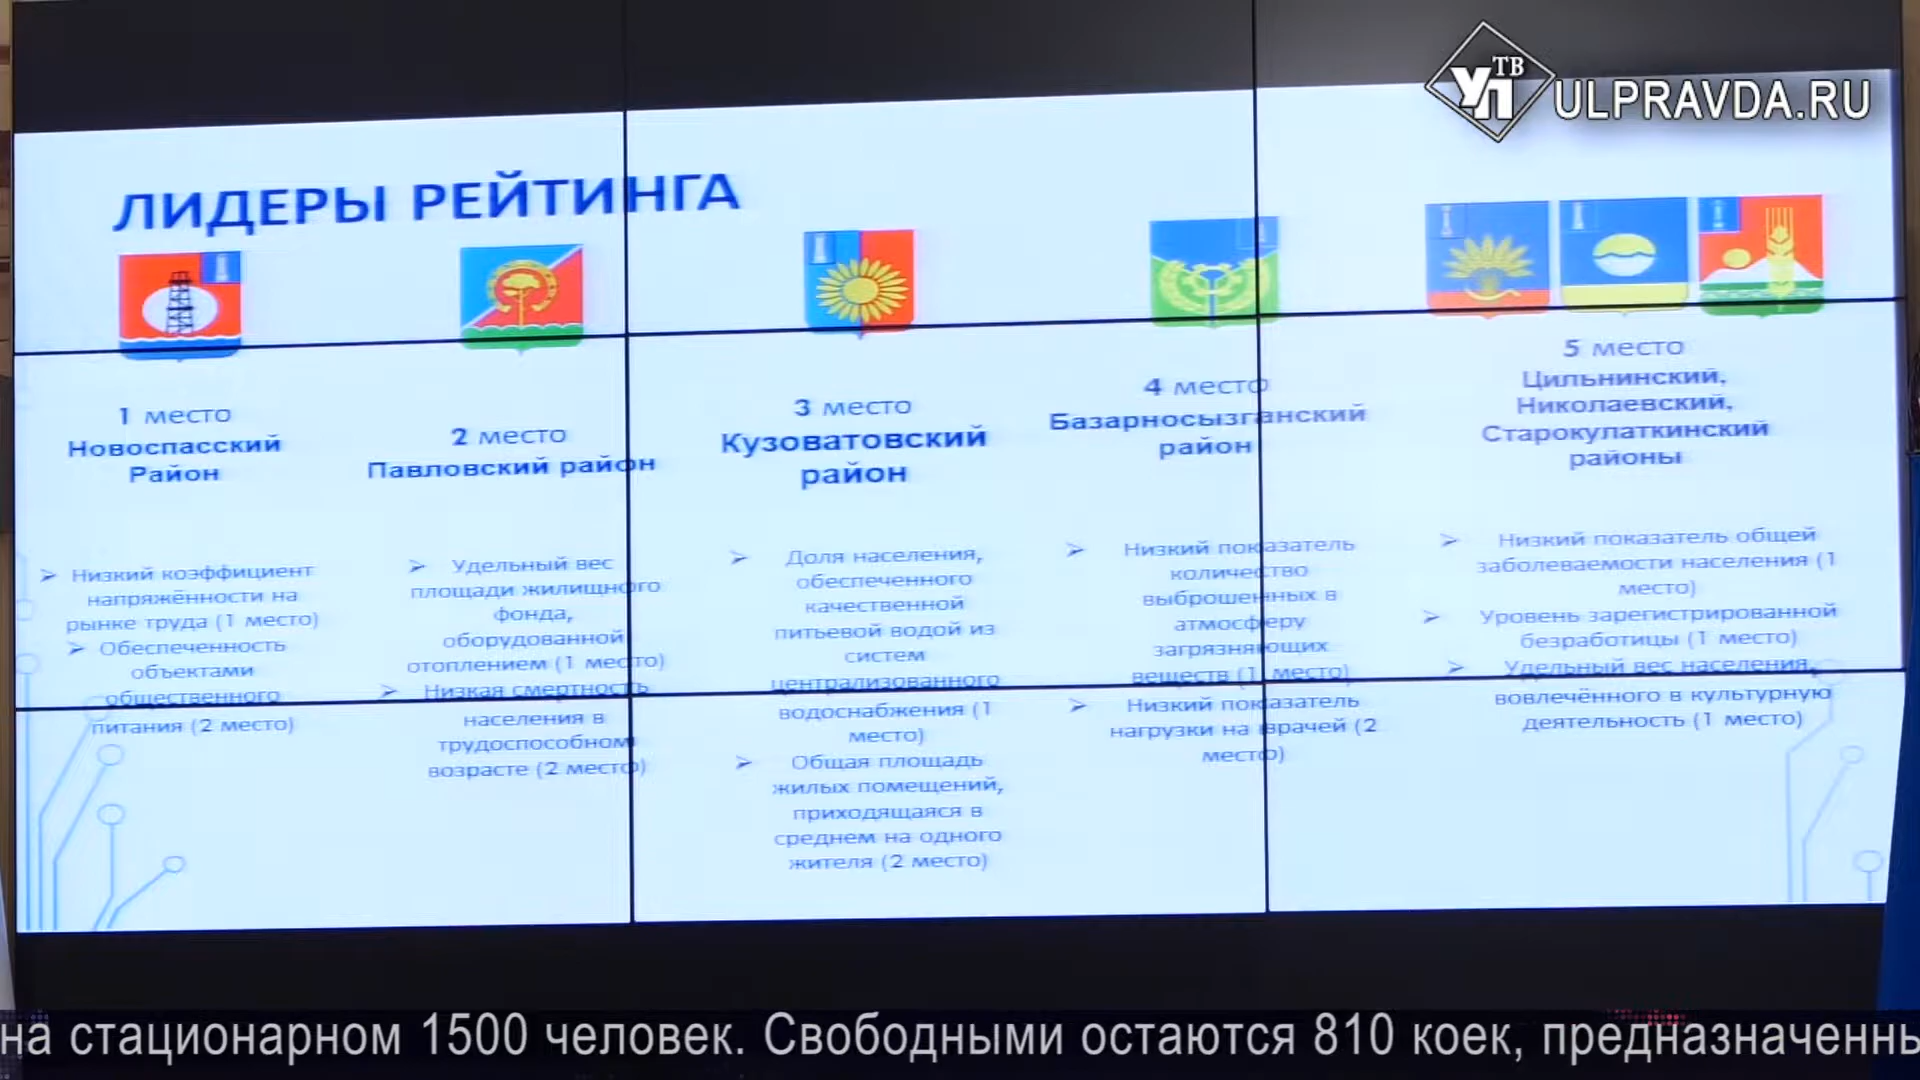 УП ТВ ULPRAVDA.RU
ЛИДЕРЫ РЕЙТИНГА
1 место
Новоспасский
Район
➢ Низкий коэффициент
напряжённости на
рынке труда (1 место)
➢ Обеспеченность
объектами
общественного
питания (2 место)
2 место
Павловский район
➢ Удельный вес
площади жилищного
фонда,
оборудованной
отоплением (1 место)
➢ Низкая смертность
населения в
трудоспособном
возрасте (2 место)
3 место
Кузоватовский
район
➢ Доля населения,
обеспеченного
качественной
питьевой водой из
систем
централизованного
водоснабжения (1
место)
➢ Общая площадь
жилых помещений,
приходящаяся в
среднем на одного
жителя (2 место)
4 место
Базарносызганский
район
➢ Низкий показатель
количество
выброшенных в
атмосферу
загрязняющих
веществ (1 место)
➢ Низкий показатель
нагрузки на врачей (2
место)
5 место
Цильнинский,
Николаевский,
Старокулаткинский
районы
➢ Низкий показатель общей
заболеваемости населения (1
место)
➢ Уровень зарегистрированной
безработицы (1 место)
➢ Удельный вес населения,
вовлечённого в культурную
деятельность (1 место)
на стационарном 1500 человек. Свободными остаются 810 коек, предназначенны